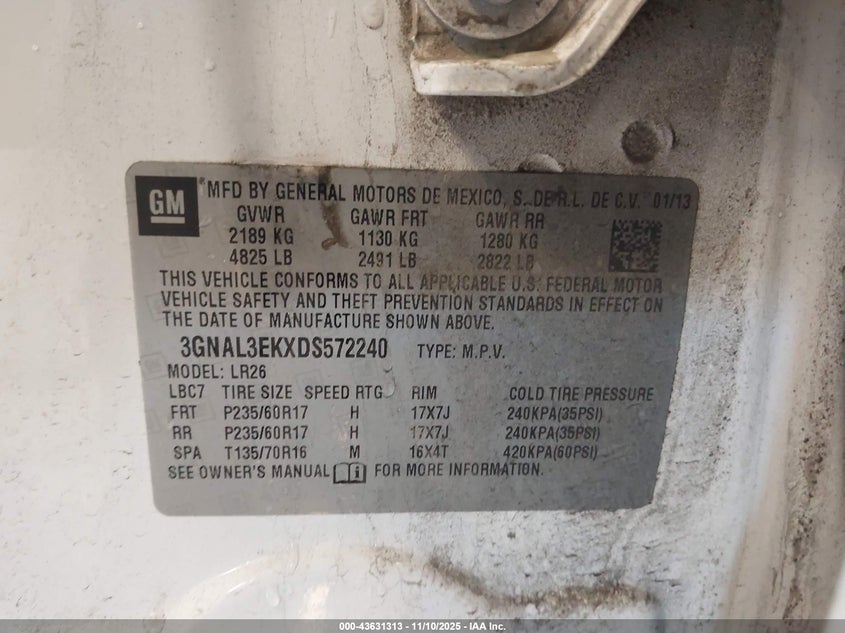 GM *MFD BY GENERAL MOTORS DE MEXICO, S. DE R.L. DE C.V. 01/13
GVWR GAWR FRT GAWR RR
2189 KG 1130 KG 1280 KG
4825 LB 2491 LB 2822 LB
THIS VEHICLE CONFORMS TO ALL APPLICABLE U.S. FEDERAL MOTOR
VEHICLE SAFETY AND THEFT PREVENTION STANDARDS IN EFFECT ON
THE DATE OF MANUFACTURE SHOWN ABOVE.
3GNAL3EKXDS572240 TYPE: M.P.V.
MODEL: LR26
LBC7 TIRE SIZE SPEED RTG RIM COLD TIRE PRESSURE
FRT P235/60R17 H 17X7J 240KPA(35PSI)
RR P235/60R17 H 17X7J 240KPA(35PSI)
SPA T135/70R16 M 16X4T 420KPA(60PSI)
SEE OWNER'S MANUAL FOR MORE INFORMATION.
000-43631313 — 11/10/2025 — IAA Inc.